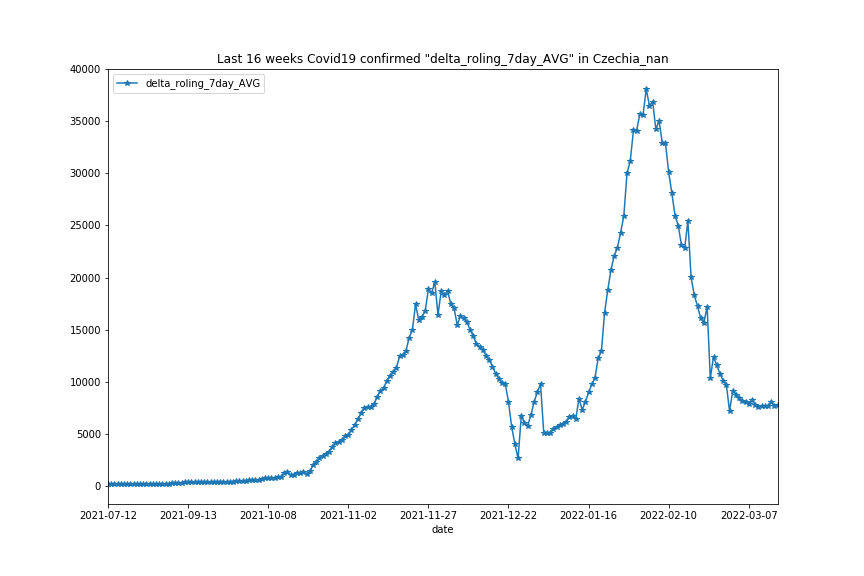 Last 16 weeks Covid19 confirmed "delta_roling_7day_AVG" in Czechia_nan
delta_roling_7day_AVG
40000
35000
30000
25000
20000
15000
10000
5000
0
2021-07-12 2021-09-13 2021-10-08 2021-11-02 2021-11-27 2021-12-22 2022-01-16 2022-02-10 2022-03-07
date